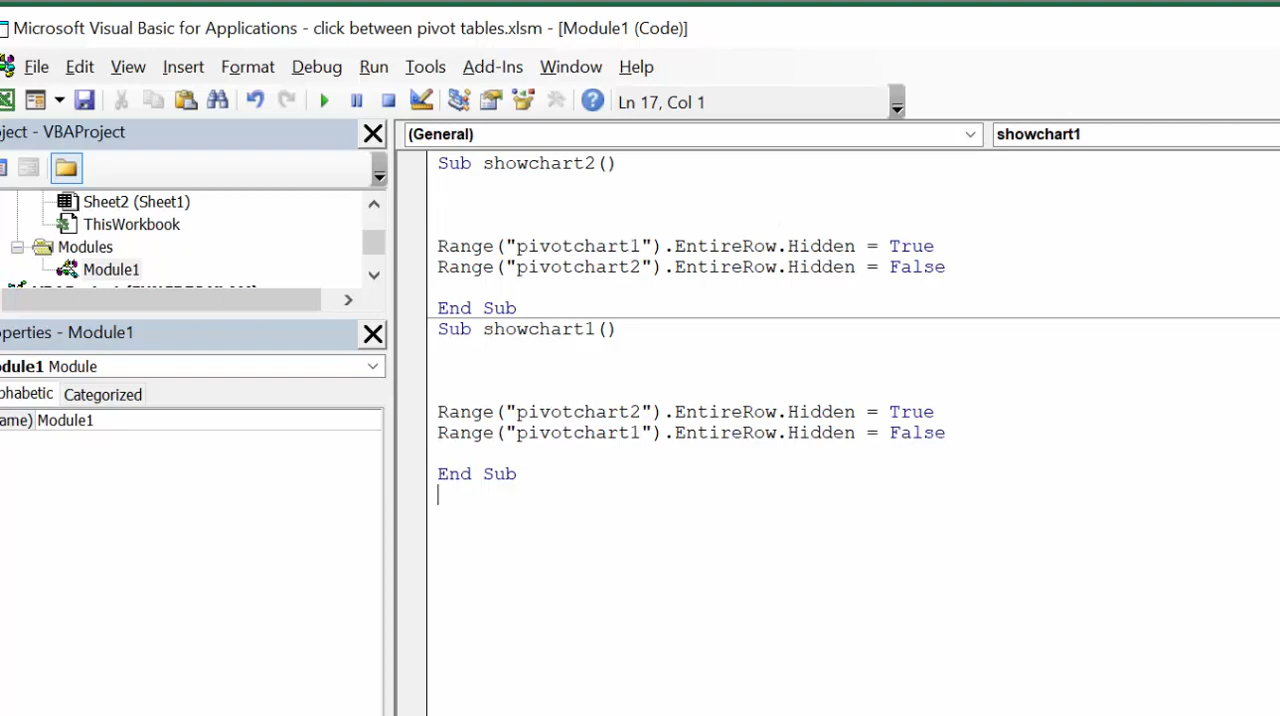 Microsoft Visual Basic for Applications - click between pivot tables.xlsm - [Module1 (Code)]
File Edit View Insert Format Debug Run Tools Add-Ins Window Help
Ln 17, Col 1
oject - VBAProject
(General)
showchart1
Sheet2 (Sheet1)
ThisWorkbook
Modules
Module1
operties - Module1
odule1 Module
phabetic Categorized
ame) Module1
Sub showchart2()
Range("pivotchart1").EntireRow.Hidden = True
Range("pivotchart2").EntireRow.Hidden = False
End Sub
Sub showchart1()
Range("pivotchart2").EntireRow.Hidden = True
Range("pivotchart1").EntireRow.Hidden = False
End Sub